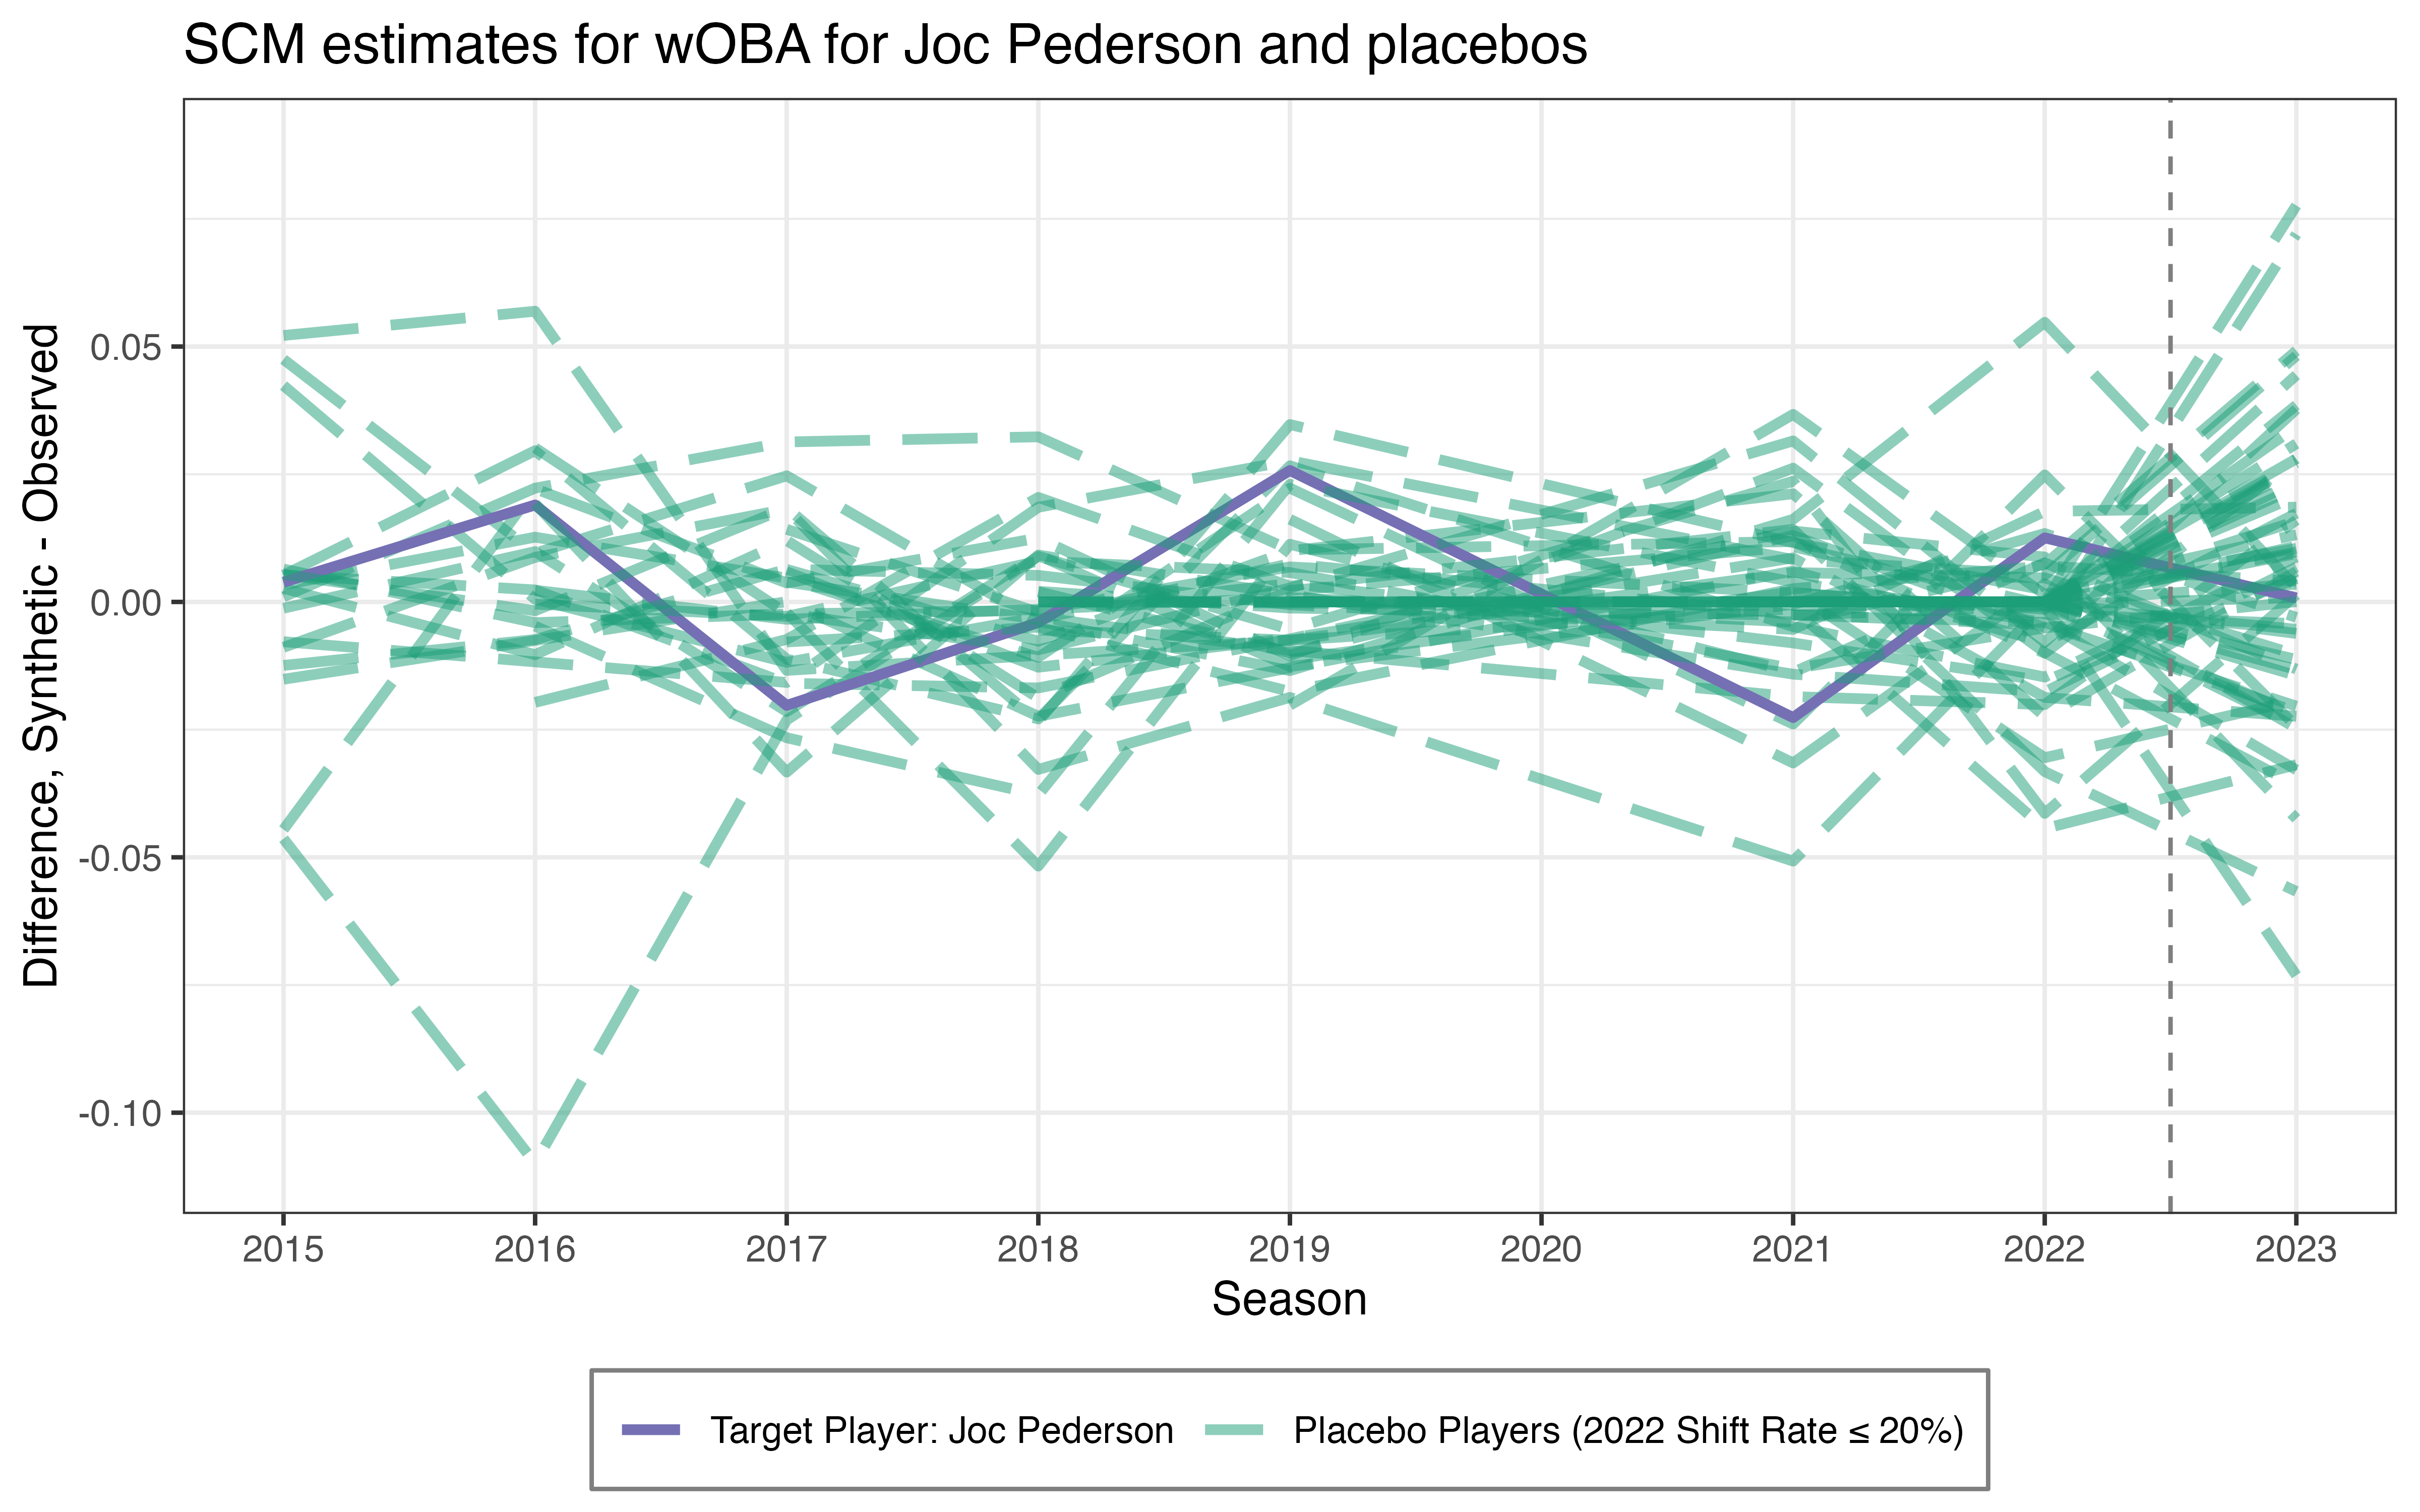 SCM estimates for wOBA for Joc Pederson and placebos
Difference, Synthetic - Observed
0.05
0.00
-0.05
-0.10
2015 2016 2017 2018 2019 2020 2021 2022 2023
Season
Target Player: Joc Pederson Placebo Players (2022 Shift Rate ≤ 20%)